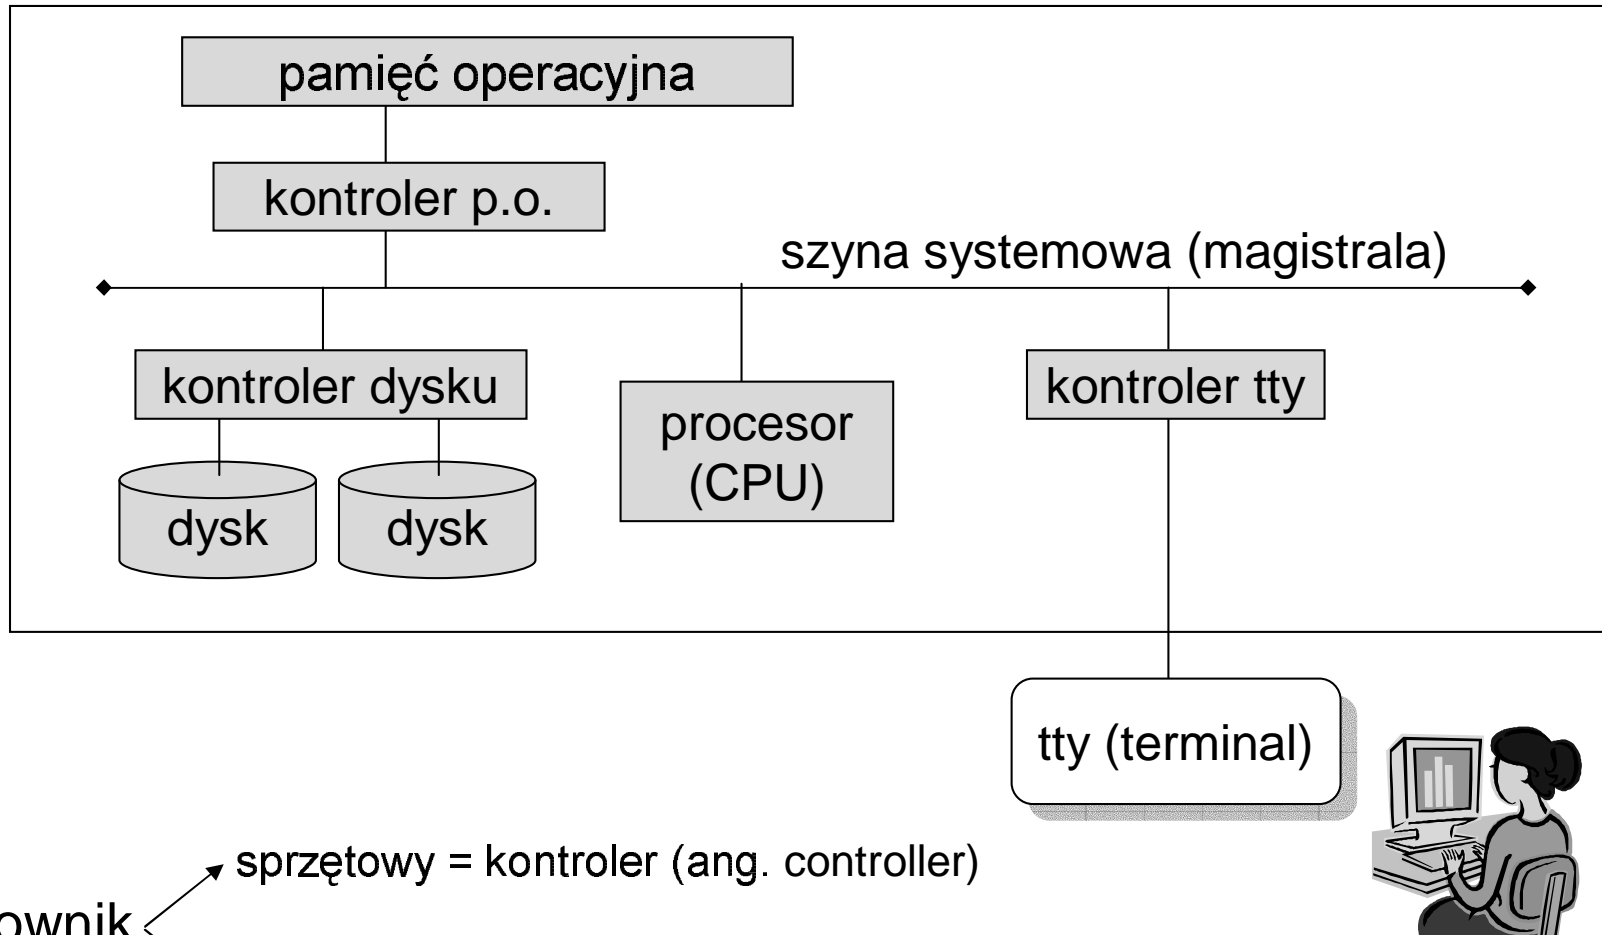 pamięć operacyjna
kontroler p.o.
szyna systemowa (magistrala)
kontroler dysku
kontroler tty
procesor
(CPU)
dysk
dysk
tty (terminal)
sprzętowy = kontroler (ang. controller)